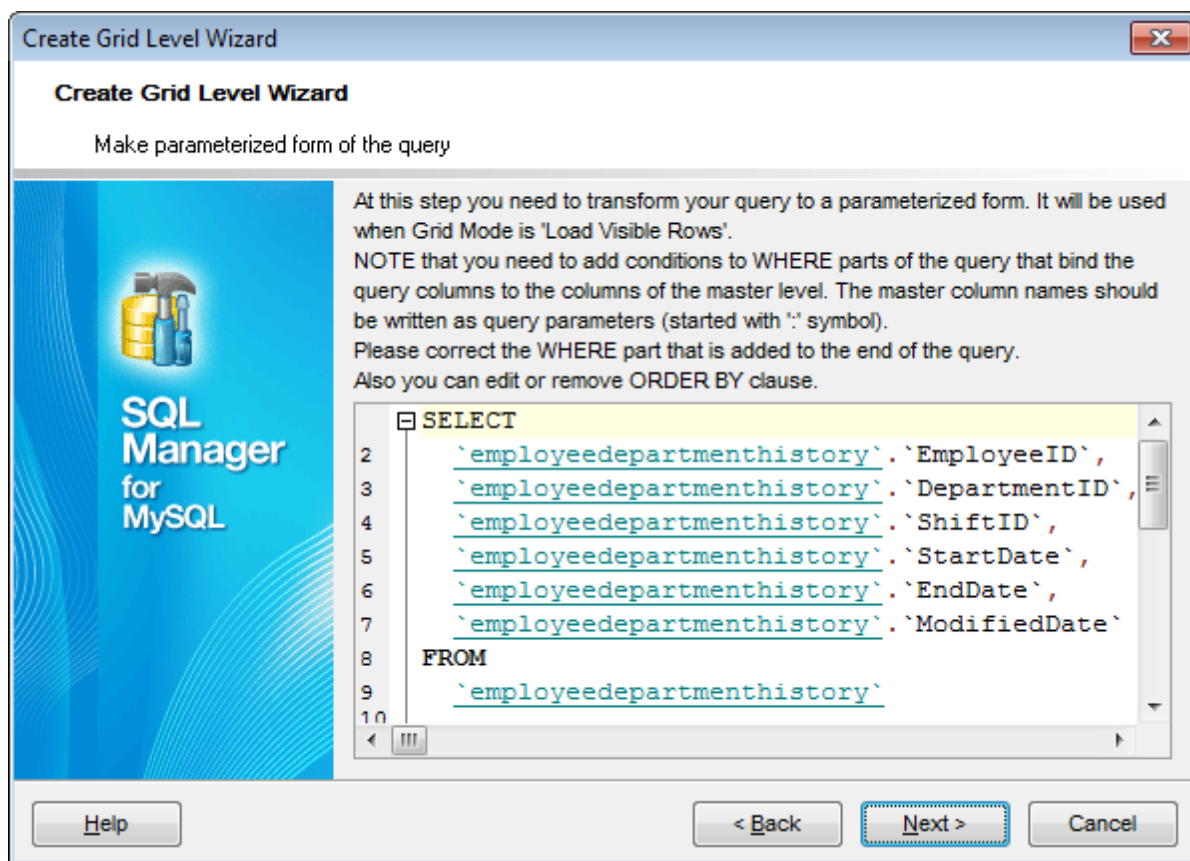 Create Grid Level Wizard
Create Grid Level Wizard
Make parameterized form of the query
At this step you need to transform your query to a parameterized form. It will be used
when Grid Mode is 'Load Visible Rows'.
NOTE that you need to add conditions to WHERE parts of the query that bind the
query columns to the columns of the master level. The master column names should
be written as query parameters (started with ':' symbol).
Please correct the WHERE part that is added to the end of the query.
Also you can edit or remove ORDER BY clause.
SQL
Manager
for
MySQL
SELECT
2 `employeedepartmenthistory`.`EmployeeID`,
3 `employeedepartmenthistory`.`DepartmentID`,
4 `employeedepartmenthistory`.`ShiftID`,
5 `employeedepartmenthistory`.`StartDate`,
6 `employeedepartmenthistory`.`EndDate`,
7 `employeedepartmenthistory`.`ModifiedDate`
8 FROM
9 `employeedepartmenthistory`
10
Help
< Back
Next >
Cancel